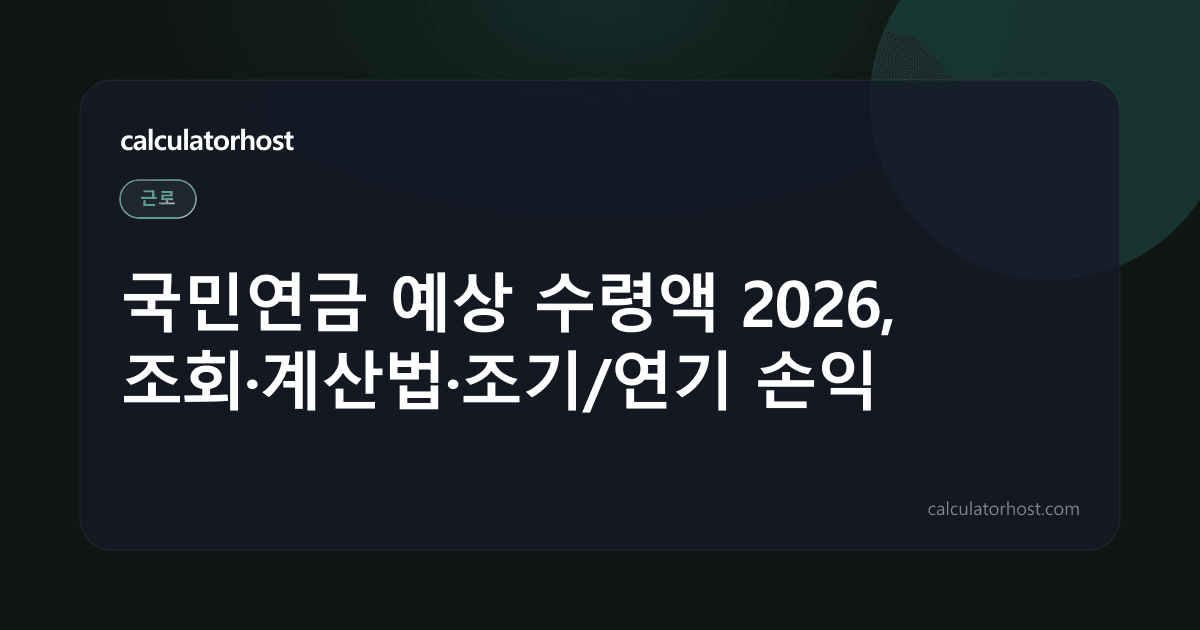 calculatorhost
근로
국민연금 예상 수령액 2026,
조회·계산법·조기/연기 손익
calculatorhost.com